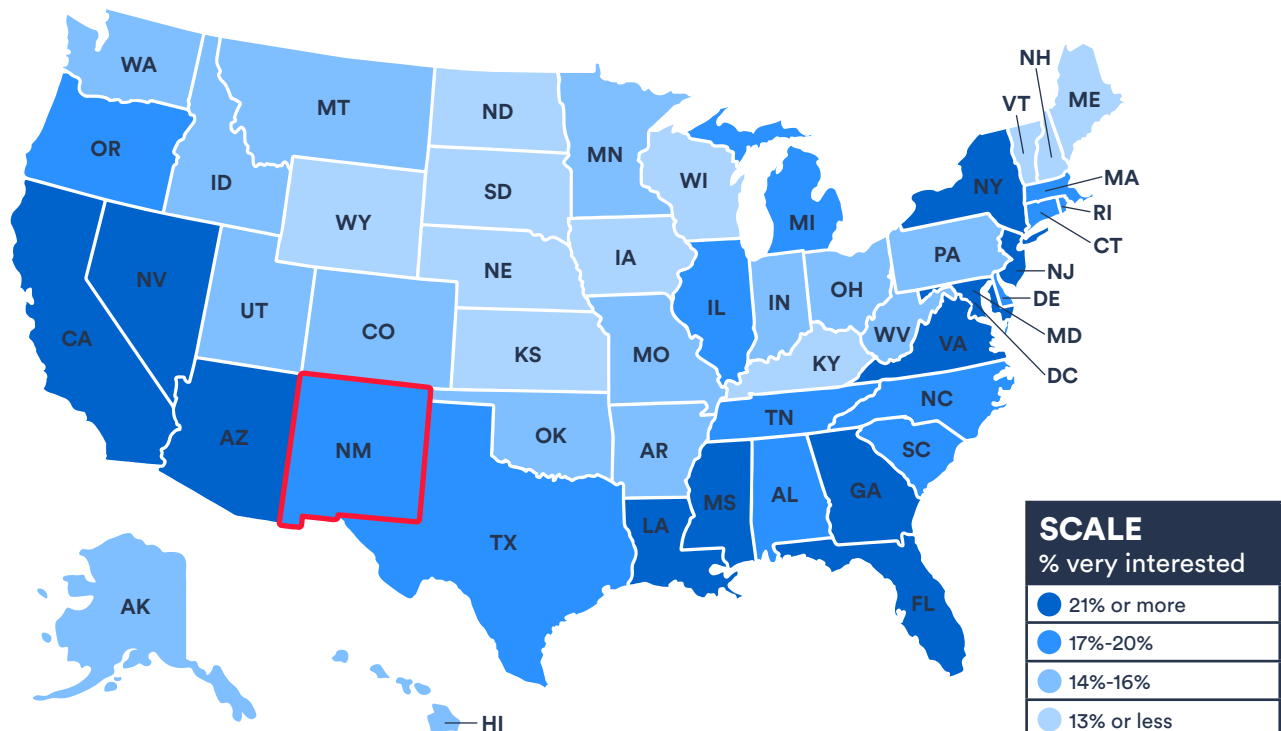 NH
WA
ME
VT
MT
ND
OR
MN
MA
ID
SD
WI
NY
RI
WY
MI
CT
IA
PA
NV
NE
NJ
OH
DE
IN
UT
IL
CO
WV
MD
CA
VA
KS
MO
KY
DC
NC
TN
AZ
OK
NM
AR
SC
GA
MS
AL
LA
TX
SCALE
% very interested
FL
AK
21% or more
17%-20%
14%-16%
13% or less
HI